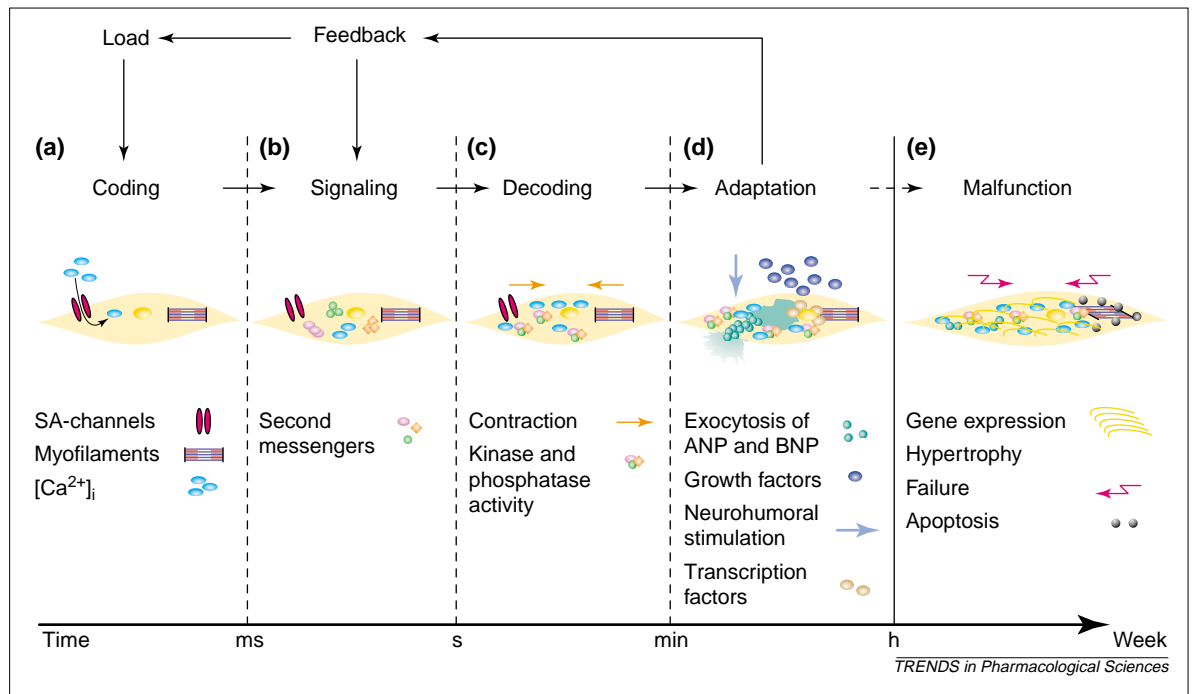 Load
Feedback
(a)
(b)
(c)
(d)
(e)
Coding
Signaling
Decoding
Adaptation
Malfunction
SA-channels
Myofilaments
[Ca²⁺]ᵢ
Second
messengers
Contraction
Kinase and
phosphatase
activity
Exocytosis of
ANP and BNP
Growth factors
Neurohumoral
stimulation
Transcription
factors
Gene expression
Hypertrophy
Failure
Apoptosis
Time ms s min h Week
TRENDS in Pharmacological Sciences